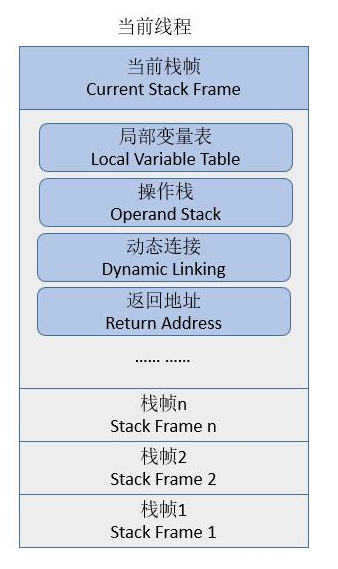 当前线程
当前栈帧
Current Stack Frame
局部变量表
Local Variable Table
操作栈
Operand Stack
动态连接
Dynamic Linking
返回地址
Return Address
...... ......
栈帧n
Stack Frame n
栈帧2
Stack Frame 2
栈帧1
Stack Frame 1